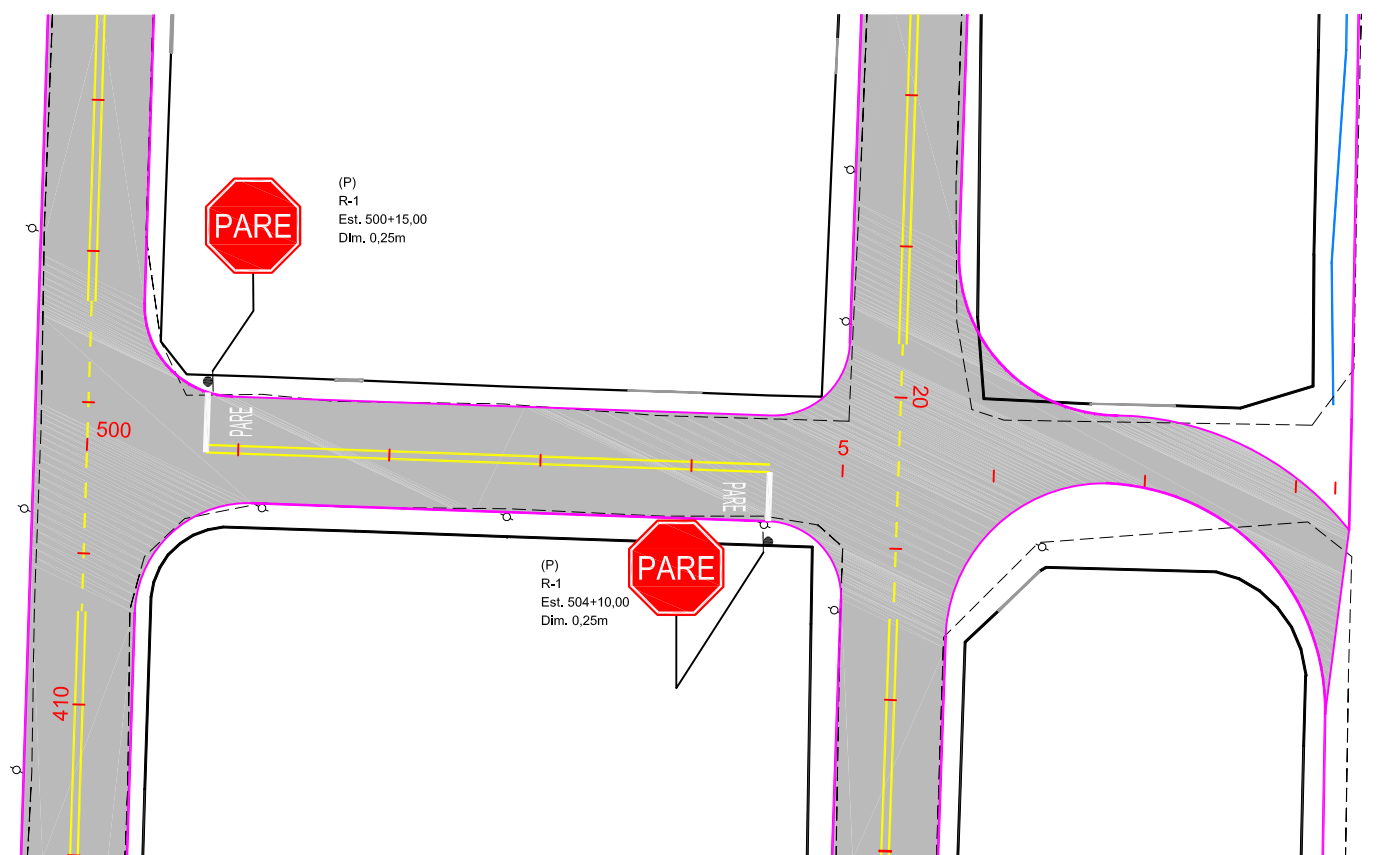 PARE
(P)
R-1
Est. 500+15,00
DIm. 0,25m
20
PARE
500
5
PARE
PARE
(P)
R-1
Est. 504+10,00
Dim. 0,25m
410